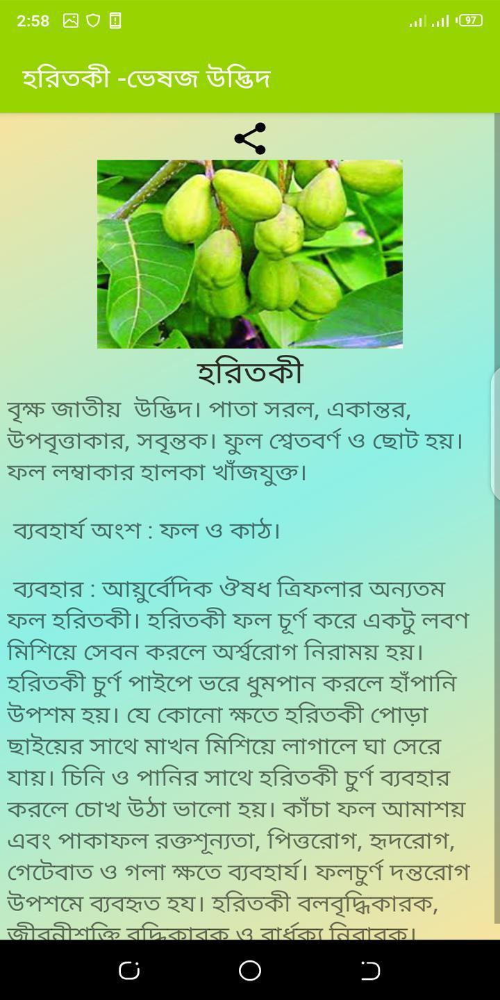 2:58
97
হরিতকী -ভেষজ উদ্ভিদ
হরিতকী
বৃক্ষ জাতীয়  উদ্ভিদ। পাতা সরল, একান্তর,
উপবৃত্তাকার, সবৃন্তক। ফুল শ্বেতবর্ণ ও ছোট হয়।
ফল লম্বাকার হালকা খাঁজযুক্ত।
ব্যবহার্য অংশ : ফল ও কাঠ।
ব্যবহার : আয়ুর্বেদিক ঔষধ ত্রিফলার অন্যতম
ফল হরিতকী। হরিতকী ফল চূর্ণ করে একটু লবণ
মিশিয়ে সেবন করলে অর্শ্বরোগ নিরাময় হয়।
হরিতকী চুর্ণ পাইপে ভরে ধুমপান করলে হাঁপানি
উপশম হয়। যে কোনো ক্ষতে হরিতকী পোড়া
ছাইয়ের সাথে মাখন মিশিয়ে লাগালে ঘা সেরে
যায়। চিনি ও পানির সাথে হরিতকী চুর্ণ ব্যবহার
করলে চোখ উঠা ভালো হয়। কাঁচা ফল আমাশয়
এবং পাকাফল রক্তশূন্যতা, পিত্তরোগ, হৃদরোগ,
গেটেবাত ও গলা ক্ষতে ব্যবহার্য। ফলচুর্ণ দন্তরোগ
উপশমে ব্যবহৃত হয। হরিতকী বলবৃদ্ধিকারক,
জীবনীশক্তি বৃদ্ধিকারক ও বার্ধক্য নিবারক।